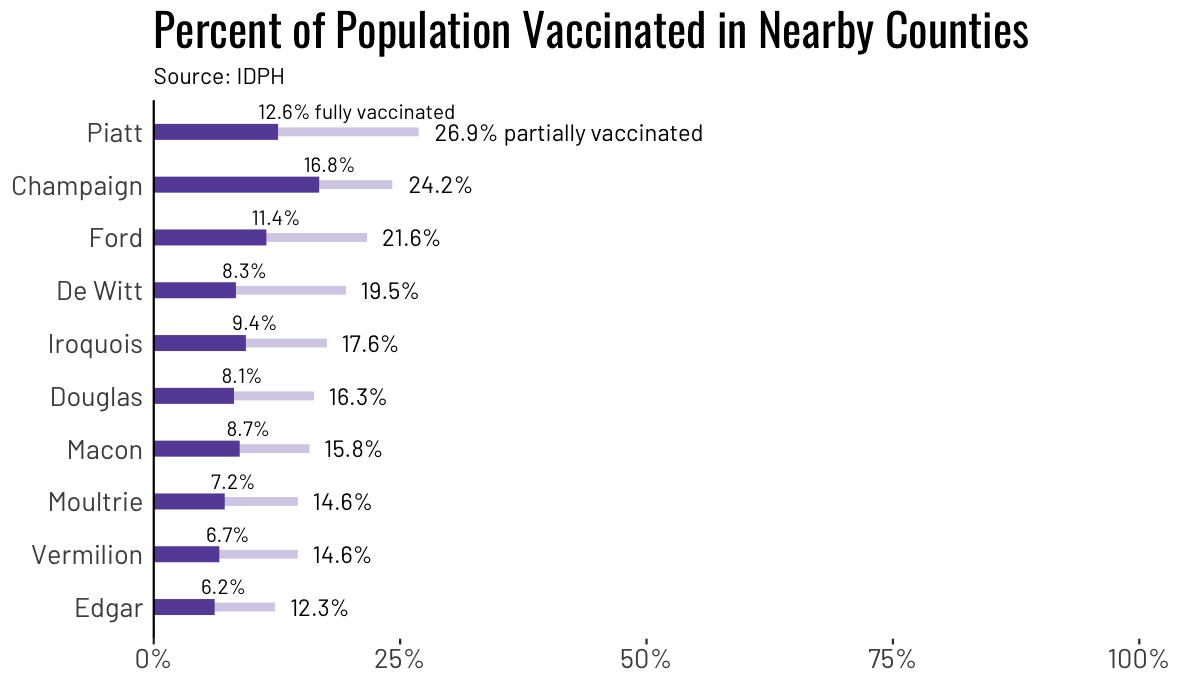 Percent of Population Vaccinated in Nearby Counties
Source: IDPH
12.6% fully vaccinated
Piatt 26.9% partially vaccinated
16.8%
Champaign 24.2%
11.4%
Ford 21.6%
8.3%
De Witt 19.5%
9.4%
Iroquois 17.6%
8.1%
Douglas 16.3%
8.7%
Macon 15.8%
7.2%
Moultrie 14.6%
6.7%
Vermilion 14.6%
6.2%
Edgar 12.3%
0% 25% 50% 75% 100%